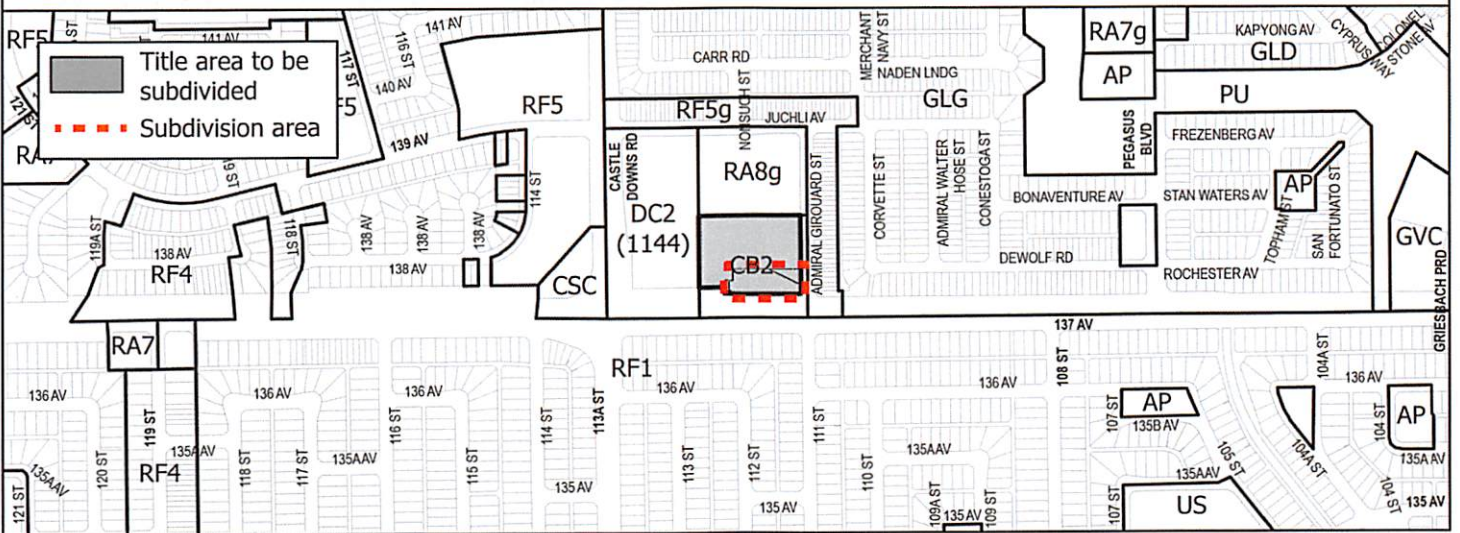 RF5
141 AV
141 AV
Title area to be
subdivided
Subdivision area
117 ST
116 ST
140 AV
139 AV
121 ST
119A ST
118 ST
138 AV
138 AV
138 AV
138 AV
138 AV
RF4
RF5
114 ST
CSC
CASTLE
DOWNS RD
DC2
(1144)
CARR RD
RF5g
NONSUCH ST
JUCHLI AV
RA8g
CB2
ADMIRAL GIROUARD ST
MERCHANT
NAVY ST
NADEN LNDG
GLG
CORVETTE ST
ADMIRAL WALTER
HOSE ST
CONESTOGA ST
RA7g
AP
KAPYONG AV
GLD
CYPRUS WAY
COLONEL
STONE AV
PU
PEGASUS
BLVD
FREZENBERG AV
BONAVENTURE AV
STAN WATERS AV
AP
TOPHAM ST
SAN
FORTUNATO ST
DEWOLF RD
ROCHESTER AV
GVC
GRIESBACH PRD
137 AV
RA7
RF1
136 AV
136 AV
136 AV
136 AV
136 AV
136 AV
119 ST
RF4
135A AV
135A AV
135A AV
121 ST
120 ST
118 ST
117 ST
116 ST
115 ST
114 ST
113A ST
135 AV
113 ST
112 ST
135 AV
111 ST
110 ST
135A AV
109A ST
135 AV
109 ST
108 ST
107 ST
AP
135B AV
135A AV
107 ST
US
105 ST
104A ST
104A ST
104 ST
AP
135A AV
104 ST
135 AV